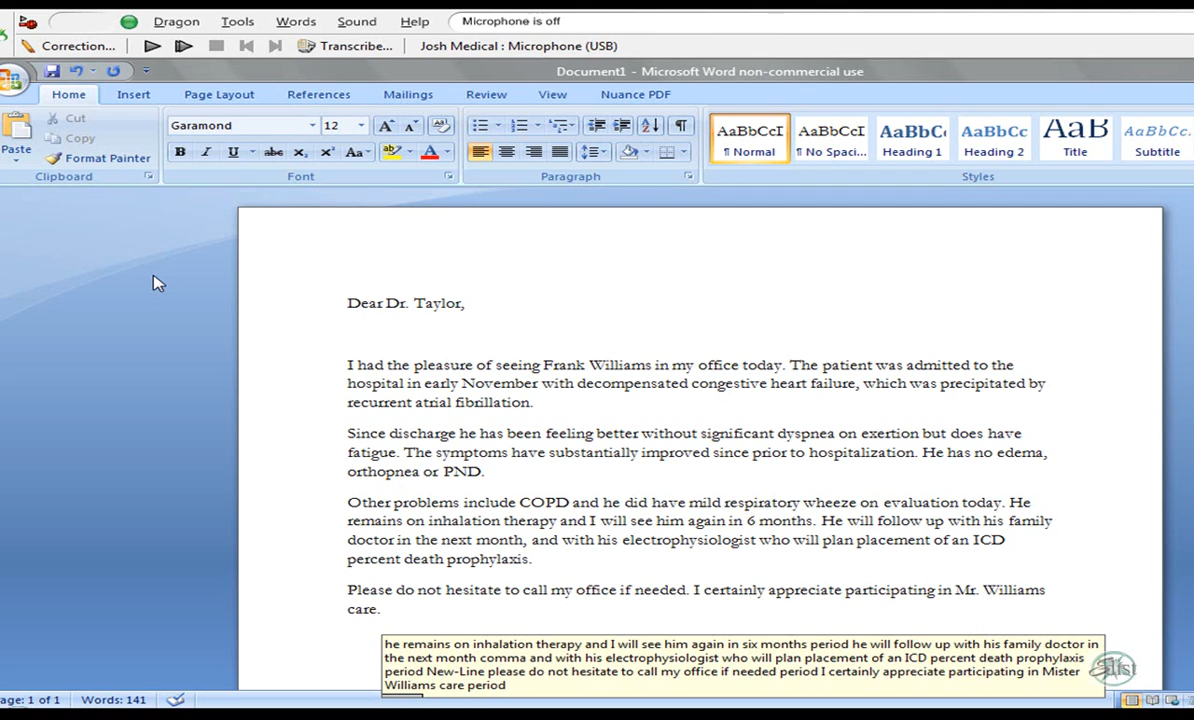 Dragon Tools Words Sound Help Microphone is off
Correction... Transcribe... Josh Medical : Microphone (USB)
Document1 - Microsoft Word non-commercial use
Home Insert Page Layout References Mailings Review View Nuance PDF
Cut
Copy
Paste Format Painter
Garamond 12
B I U abc X₂ X² Aa
AaBbCcI AaBbCcI AaBbC AaBbCc AaB AaBbCc
¶ Normal ¶ No Spaci... Heading 1 Heading 2 Title Subtitle
Clipboard Font Paragraph Styles
Dear Dr. Taylor,
I had the pleasure of seeing Frank Williams in my office today. The patient was admitted to the
hospital in early November with decompensated congestive heart failure, which was precipitated by
recurrent atrial fibrillation.
Since discharge he has been feeling better without significant dyspnea on exertion but does have
fatigue. The symptoms have substantially improved since prior to hospitalization. He has no edema,
orthopnea or PND.
Other problems include COPD and he did have mild respiratory wheeze on evaluation today. He
remains on inhalation therapy and I will see him again in 6 months. He will follow up with his family
doctor in the next month, and with his electrophysiologist who will plan placement of an ICD
percent death prophylaxis.
Please do not hesitate to call my office if needed. I certainly appreciate participating in Mr. Williams
care.
he remains on inhalation therapy and I will see him again in six months period he will follow up with his family doctor in
the next month comma and with his electrophysiologist who will plan placement of an ICD percent death prophylaxis
period New-Line please do not hesitate to call my office if needed period I certainly appreciate participating in Mister
Williams care period
age: 1 of 1 Words: 141